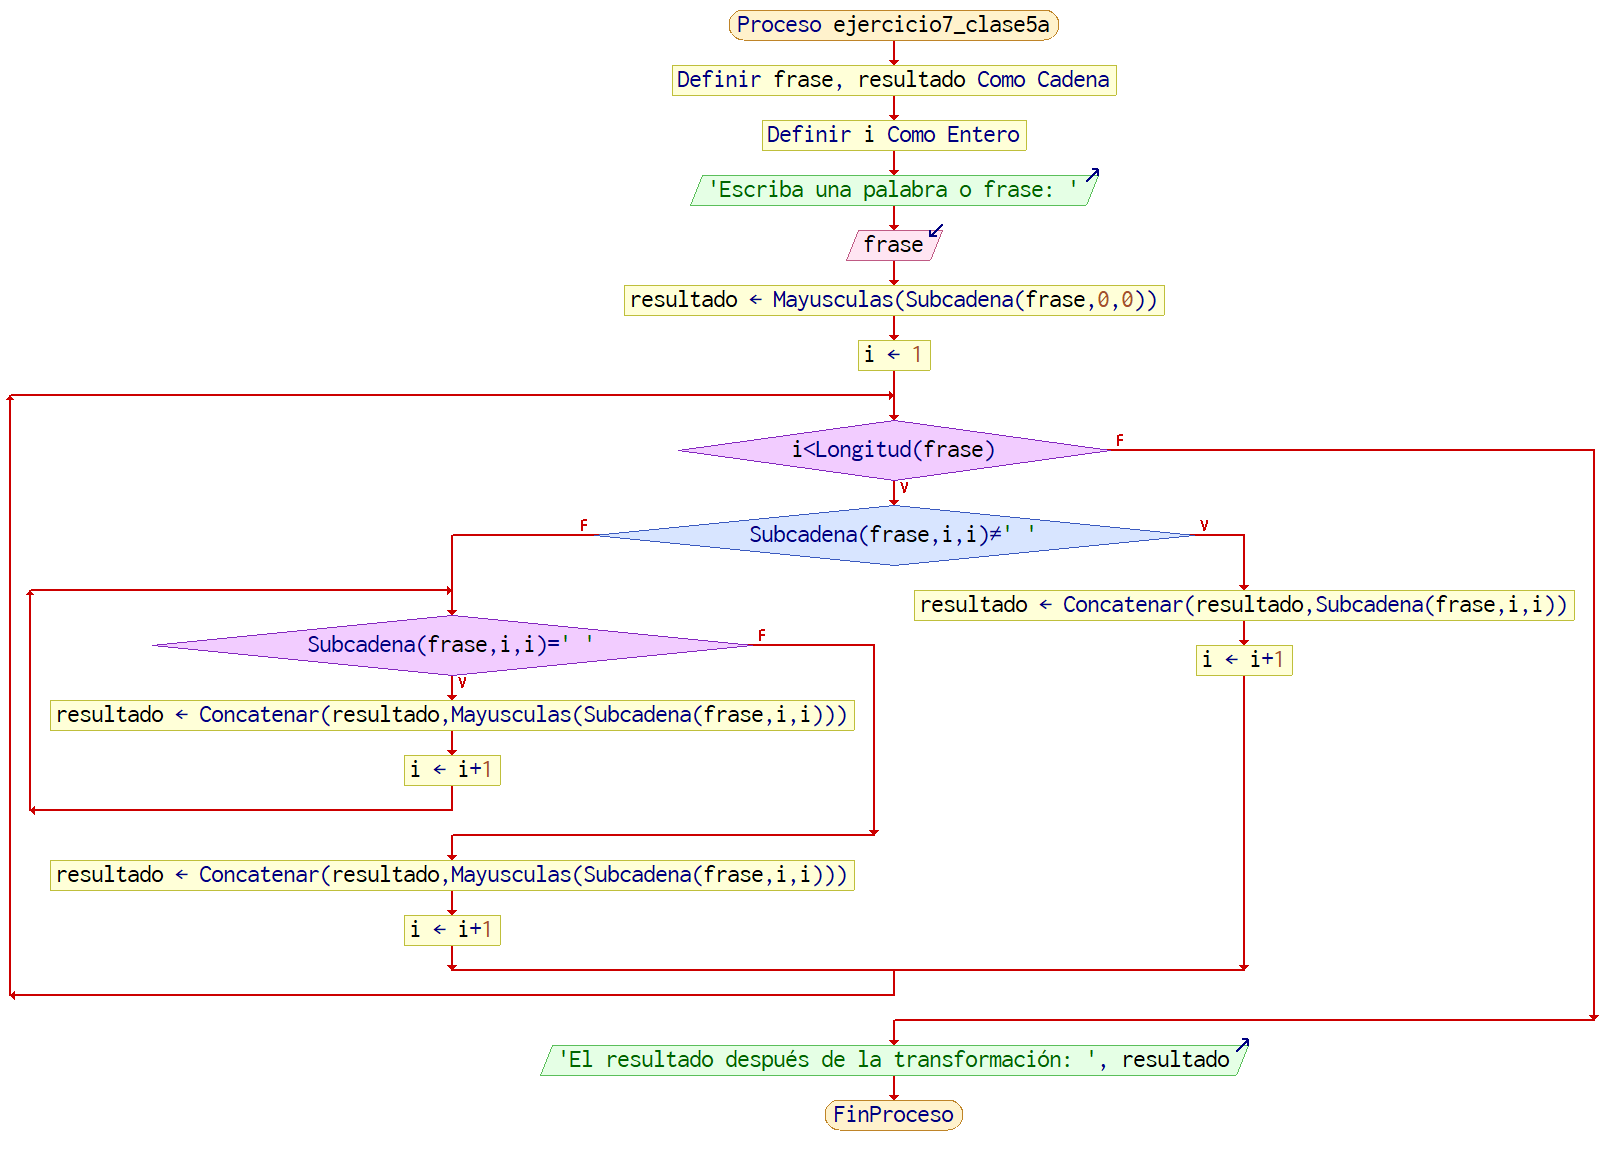 Proceso ejercicio7_clase5a
Definir frase, resultado Como Cadena
Definir i Como Entero
'Escriba una palabra o frase: '
frase
resultado ← Mayusculas(Subcadena(frase,0,0))
i ← 1
i<Longitud(frase)
F
V
Subcadena(frase,i,i)≠' '
F
V
Subcadena(frase,i,i)=' '
F
V
resultado ← Concatenar(resultado,Mayusculas(Subcadena(frase,i,i)))
i ← i+1
resultado ← Concatenar(resultado,Mayusculas(Subcadena(frase,i,i)))
i ← i+1
resultado ← Concatenar(resultado,Subcadena(frase,i,i))
i ← i+1
'El resultado después de la transformación: ', resultado
FinProceso